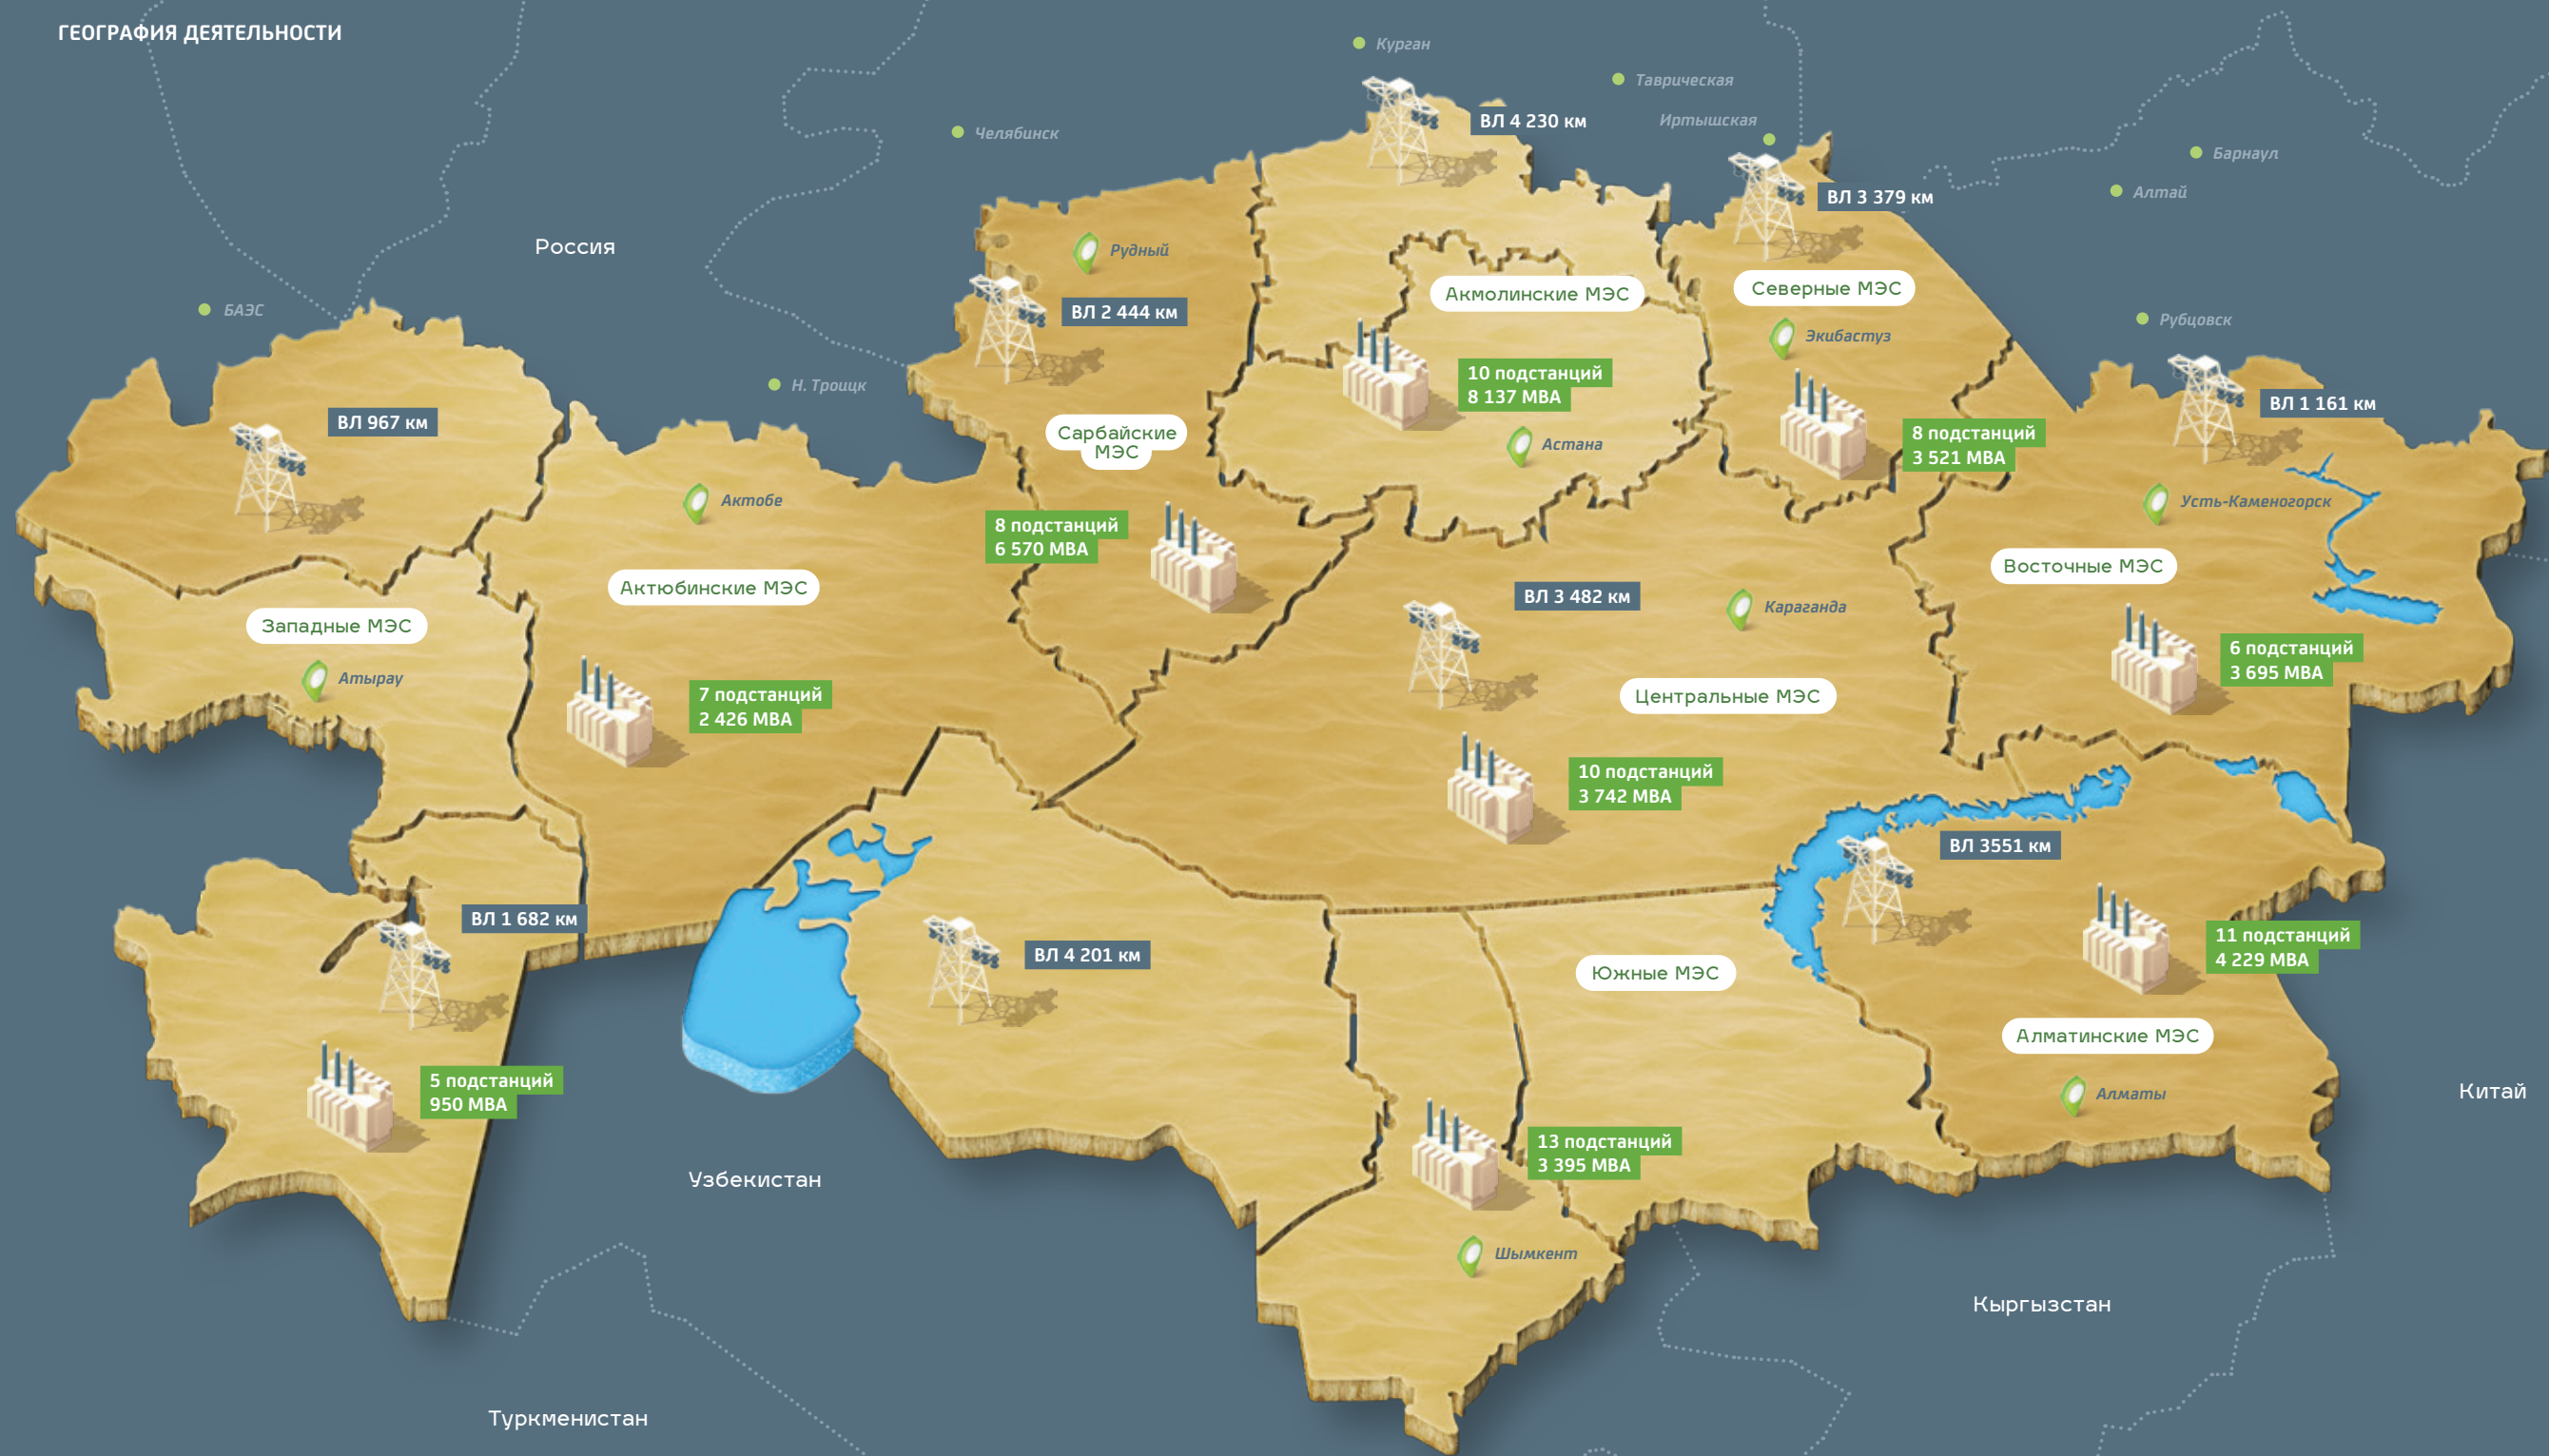 ГЕОГРАФИЯ ДЕЯТЕЛЬНОСТИ
Курган
Таврическая
Иртышская
Челябинск
ВЛ 4 230 км
Барнаул
Алтай
ВЛ 3 379 км
Россия
Рудный
БАЭС
ВЛ 2 444 км
Акмолинские МЭС
Северные МЭС
Рубцовск
Экибастуз
Н. Троицк
10 подстанций
8 137 МВА
ВЛ 1 161 км
ВЛ 967 км
Сарбайские
МЭС
Астана
8 подстанций
3 521 МВА
Актобе
Усть-Каменогорск
8 подстанций
6 570 МВА
Восточные МЭС
Актюбинские МЭС
ВЛ 3 482 км
Караганда
Западные МЭС
Атырау
6 подстанций
3 695 МВА
7 подстанций
2 426 МВА
Центральные МЭС
10 подстанций
3 742 МВА
ВЛ 3551 км
ВЛ 1 682 км
ВЛ 4 201 км
11 подстанций
4 229 МВА
Южные МЭС
Алматинские МЭС
5 подстанций
950 МВА
Алматы
Китай
13 подстанций
3 395 МВА
Узбекистан
Шымкент
Кыргызстан
Туркменистан